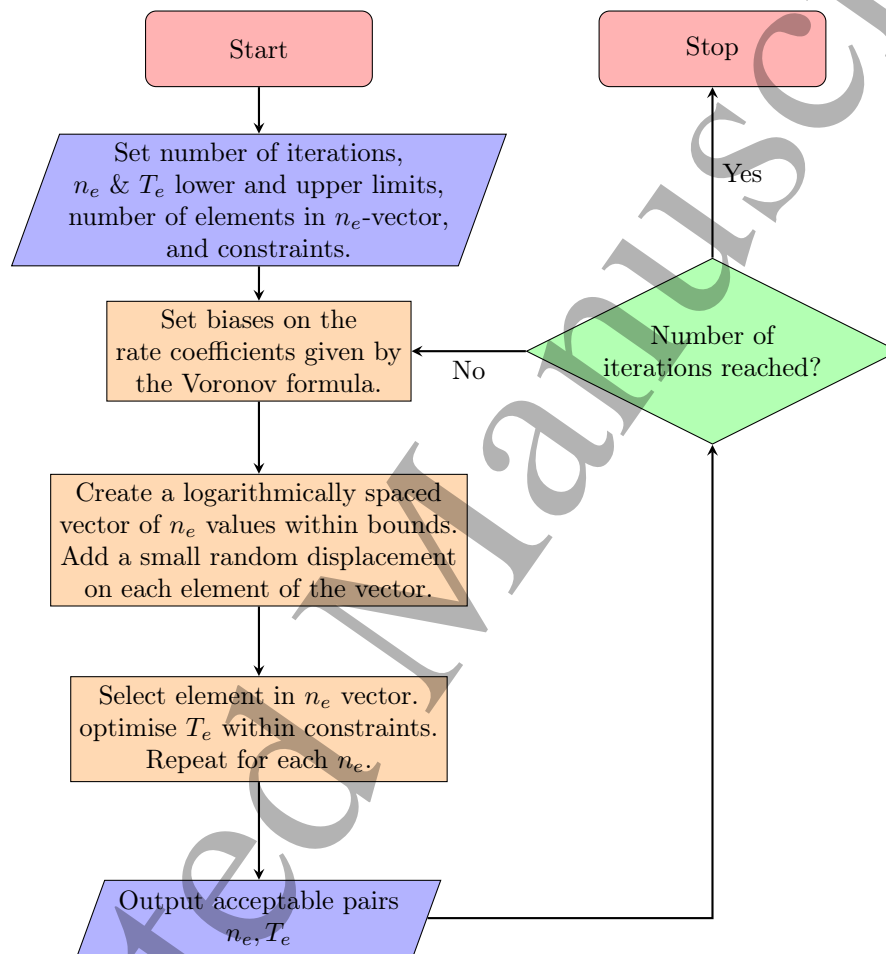 Start
Set number of iterations,
n_e & T_e lower and upper limits,
number of elements in n_e-vector,
and constraints.
Set biases on the
rate coefficients given by
the Voronov formula.
Create a logarithmically spaced
vector of n_e values within bounds.
Add a small random displacement
on each element of the vector.
Select element in n_e vector.
optimise T_e within constraints.
Repeat for each n_e.
Output acceptable pairs
n_e, T_e
Number of
iterations reached?
No
Yes
Stop
ted Manusc